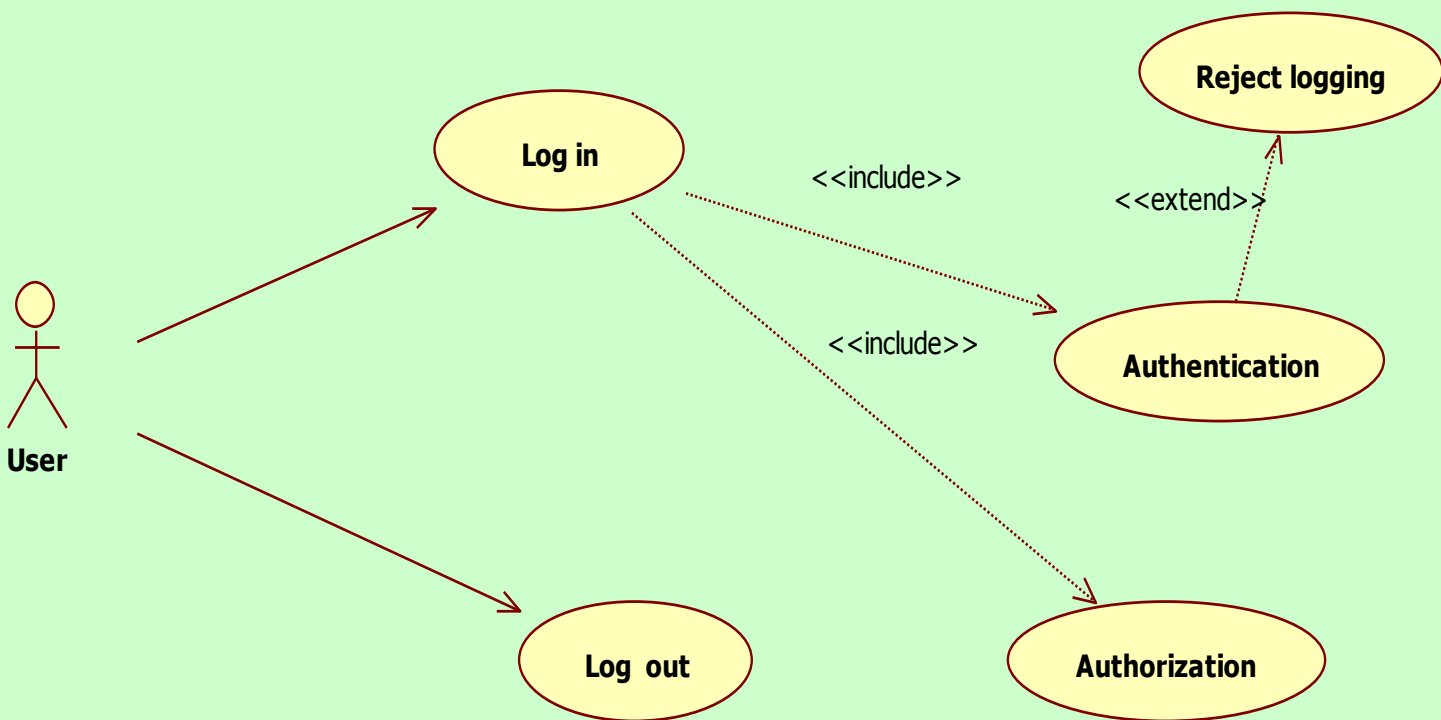 Reject logging
Log in
<<include>>
<<extend>>
<<include>>
Authentication
User
Log out
Authorization